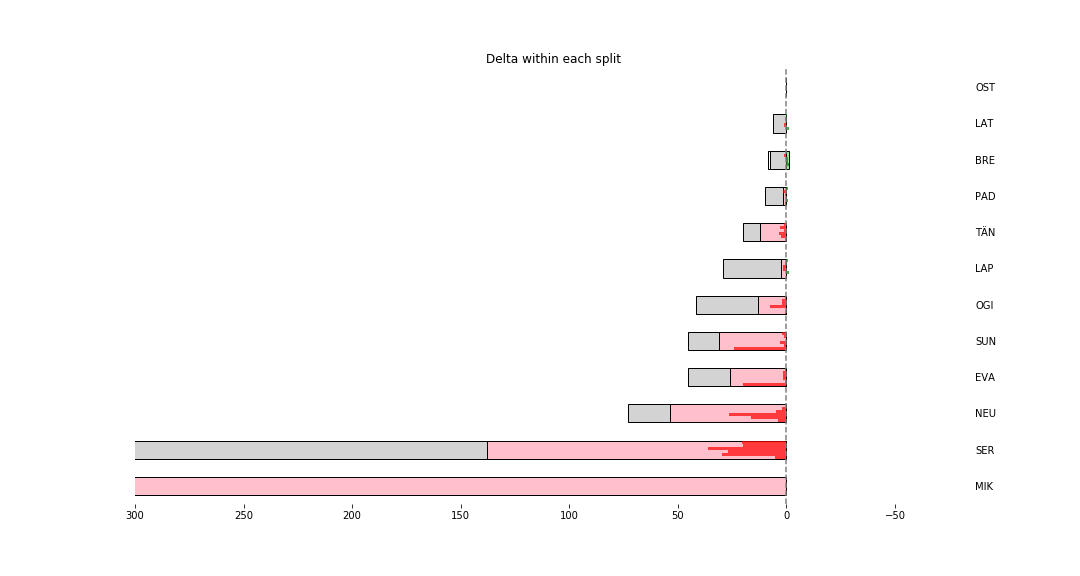 Delta within each split
OST
LAT
BRE
PAD
TÄN
LAP
OGI
SUN
EVA
NEU
SER
MIK
300 250 200 150 100 50 0 −50